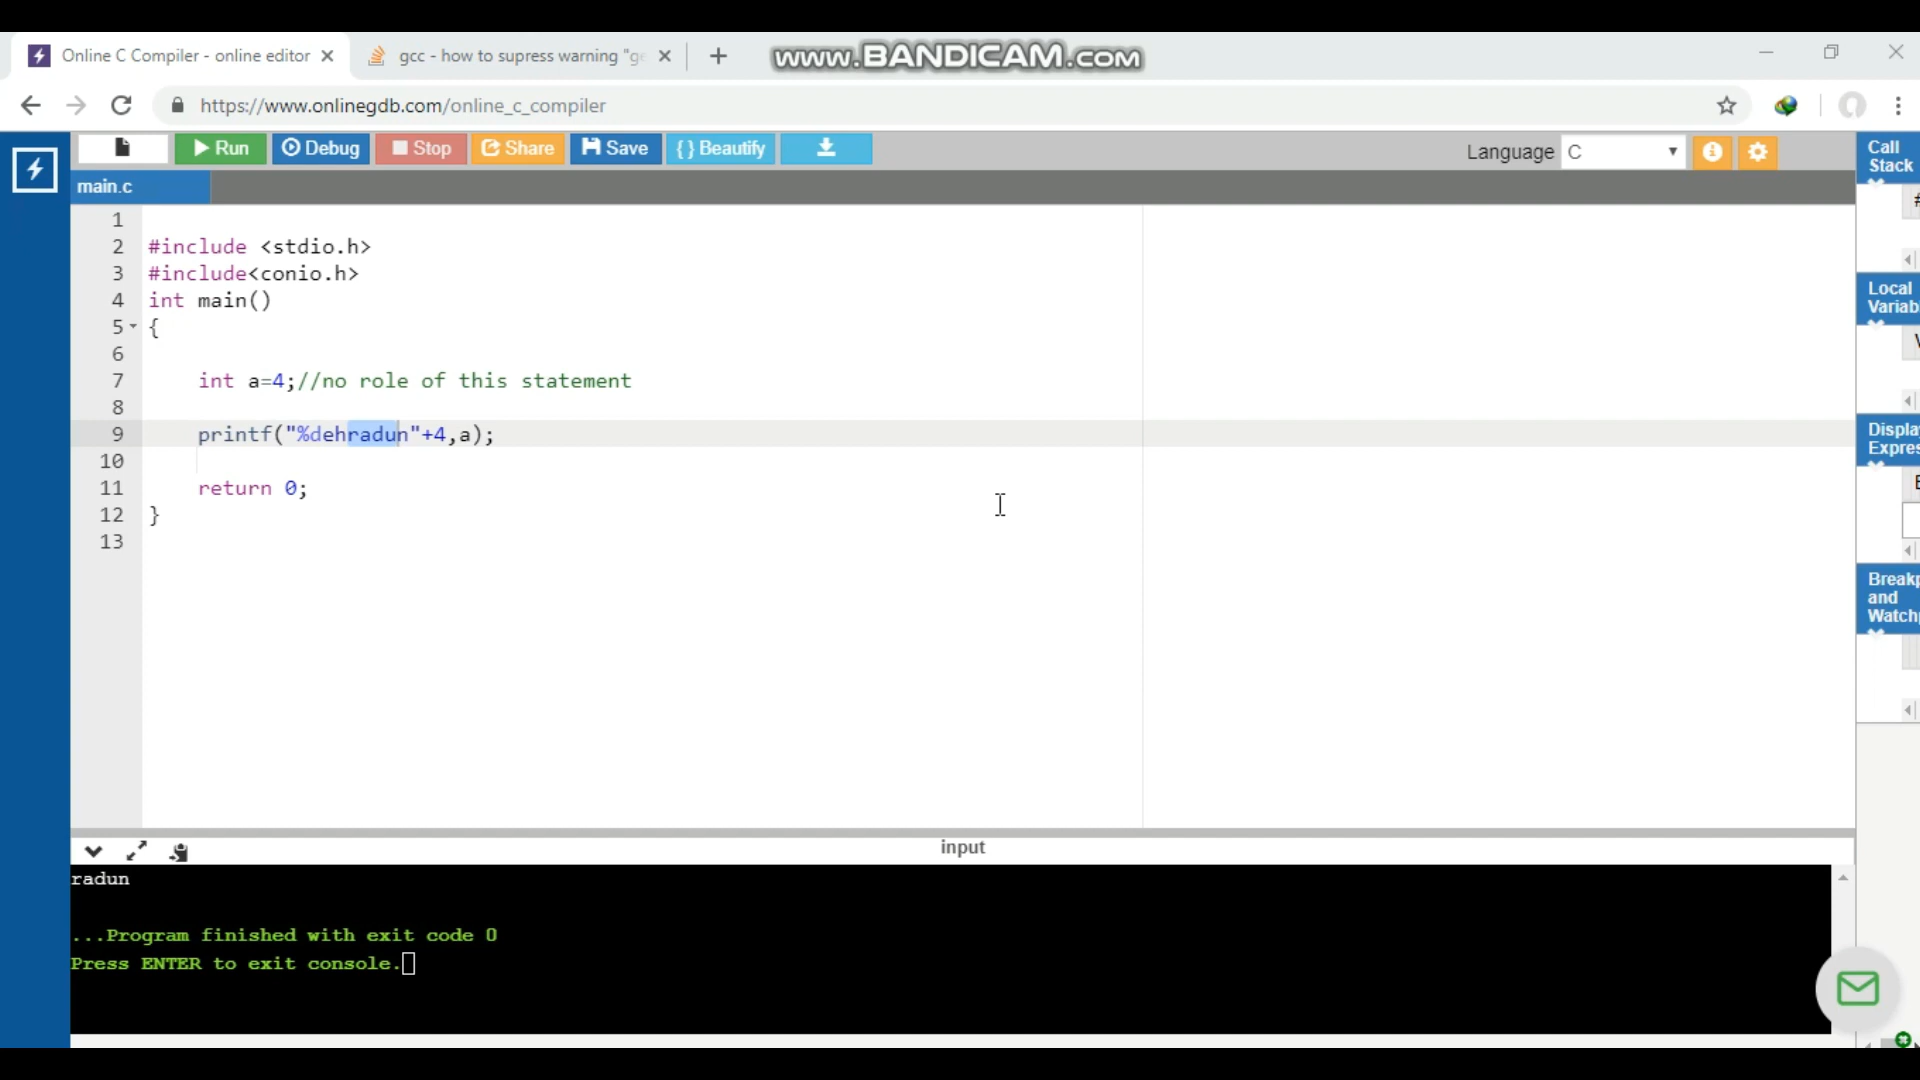 Online C Compiler - online editor
gcc - how to supress warning "g
www.BANDICAM.com
https://www.onlinegdb.com/online_c_compiler
Run
Debug
Stop
Share
Save
{ } Beautify
Language C
Call
Stack
main.c
1
2 #include <stdio.h>
3 #include<conio.h>
4 int main()
5 {
6
7 int a=4;//no role of this statement
8
9 printf("%dehradun"+4,a);
10
11 return 0;
12 }
13
Local
Variab
Display
Expres
Breakp
and
Watchp
input
radun
...Program finished with exit code 0
Press ENTER to exit console.